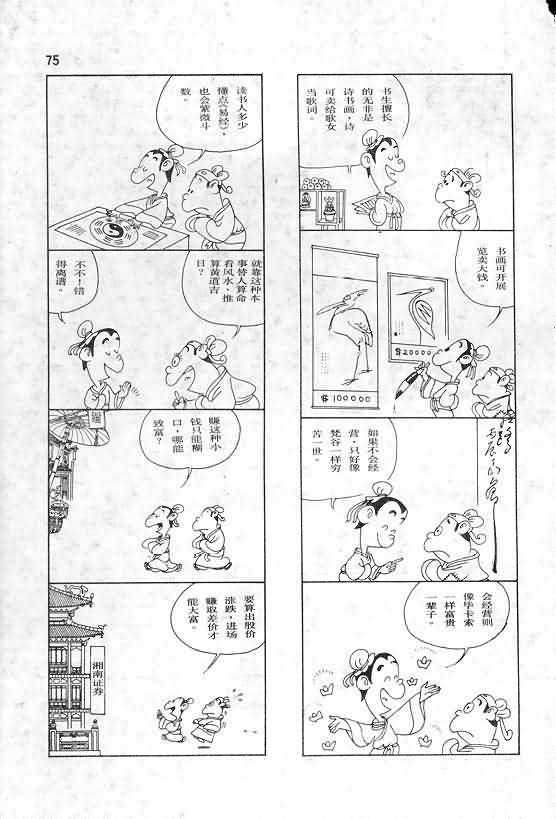 75
书生擅长
的无非是
诗书画，诗
可卖给歌女
当歌词。
书画可开展
览卖大钱。
$20000
$100000
如果不会经
营，只好像
梵谷一样穷
苦一世。
会经营则
像毕卡索
一样富贵
一辈子。
读书人多少
懂点《易经》，
也会紫微斗
数。
就靠这种本
事替人算命
看风水，推
算黄道吉
日？
不不！错
得离谱。
赚这种小
钱只能糊
口，哪能
致富？
要算出股价
涨跌，进场
赚取差价才
能大富。
湘南证券